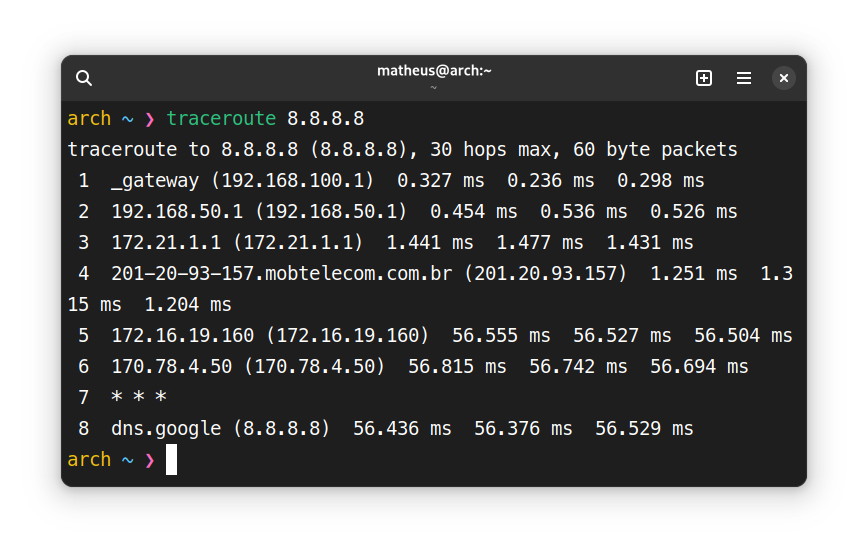 matheus@arch:~
~
arch ~ ❯ traceroute 8.8.8.8
traceroute to 8.8.8.8 (8.8.8.8), 30 hops max, 60 byte packets
 1  _gateway (192.168.100.1)  0.327 ms  0.236 ms  0.298 ms
 2  192.168.50.1 (192.168.50.1)  0.454 ms  0.536 ms  0.526 ms
 3  172.21.1.1 (172.21.1.1)  1.441 ms  1.477 ms  1.431 ms
 4  201-20-93-157.mobtelecom.com.br (201.20.93.157)  1.251 ms  1.3
15 ms  1.204 ms
 5  172.16.19.160 (172.16.19.160)  56.555 ms  56.527 ms  56.504 ms
 6  170.78.4.50 (170.78.4.50)  56.815 ms  56.742 ms  56.694 ms
 7  * * *
 8  dns.google (8.8.8.8)  56.436 ms  56.376 ms  56.529 ms
arch ~ ❯